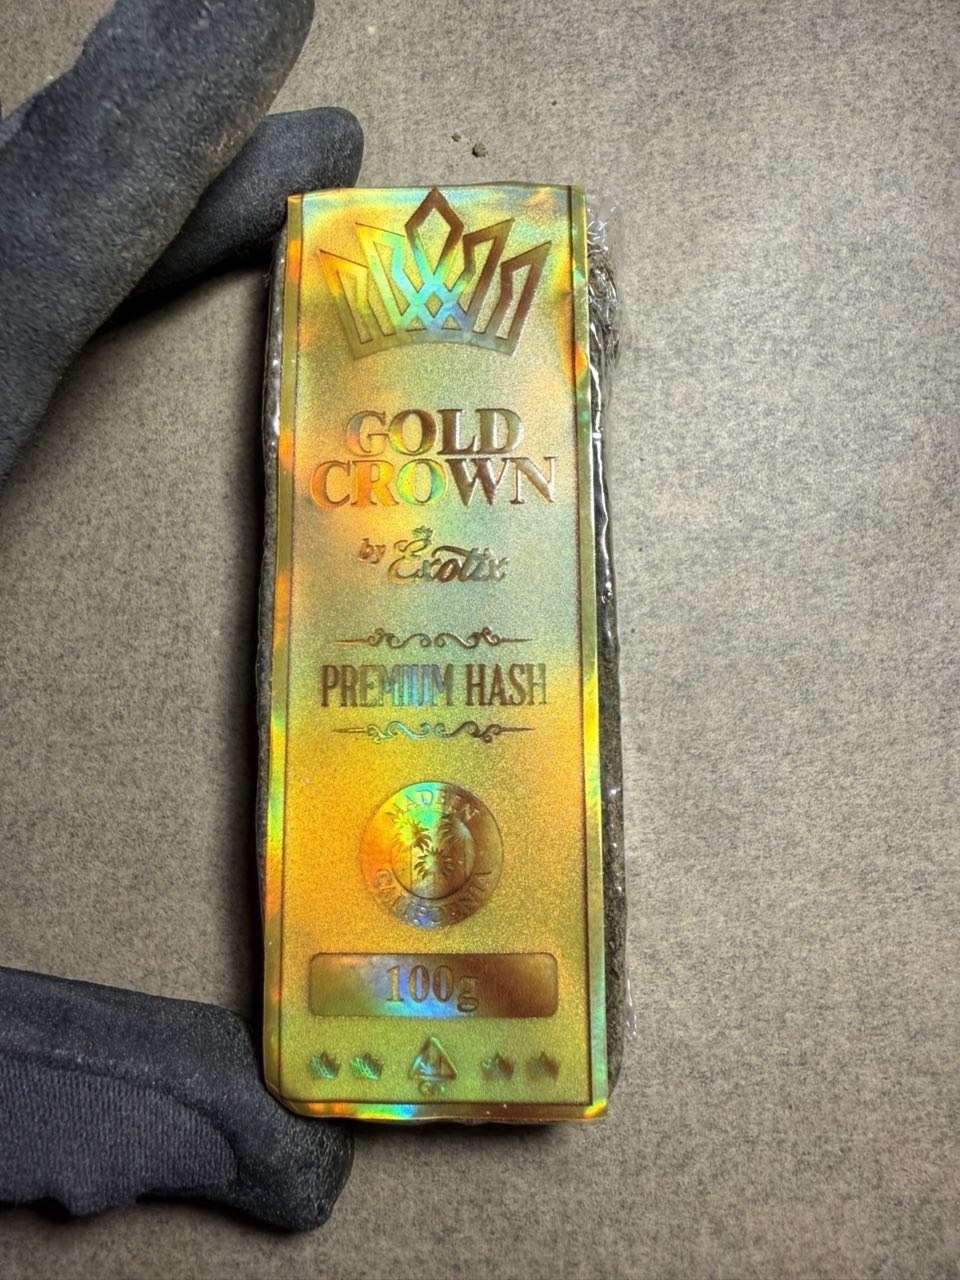 GOLD
CROWN
by Exotix
PREMIUM HASH
MADE IN
CALIFORNIA
100g